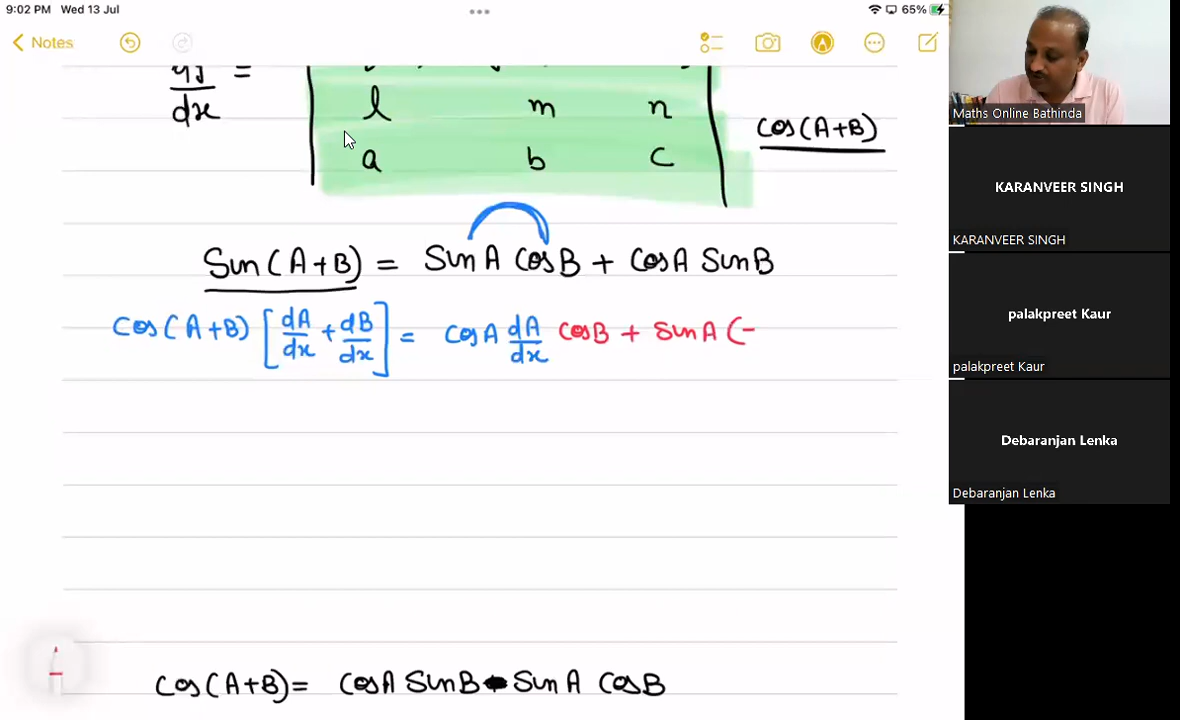 9:02 PM Wed 13 Jul
65%
Notes
dx =
l m n
a b c
Cos(A+B)
Sin(A+B) = SinA CosB + CosA SinB
Cos(A+B) [dA/dx + dB/dx] = CosA dA/dx CosB + SinA (-
Cos(A+B)= CosA SinB - SinA CosB
Maths Online Bathinda
KARANVEER SINGH
KARANVEER SINGH
palakpreet Kaur
palakpreet Kaur
Debaranjan Lenka
Debaranjan Lenka